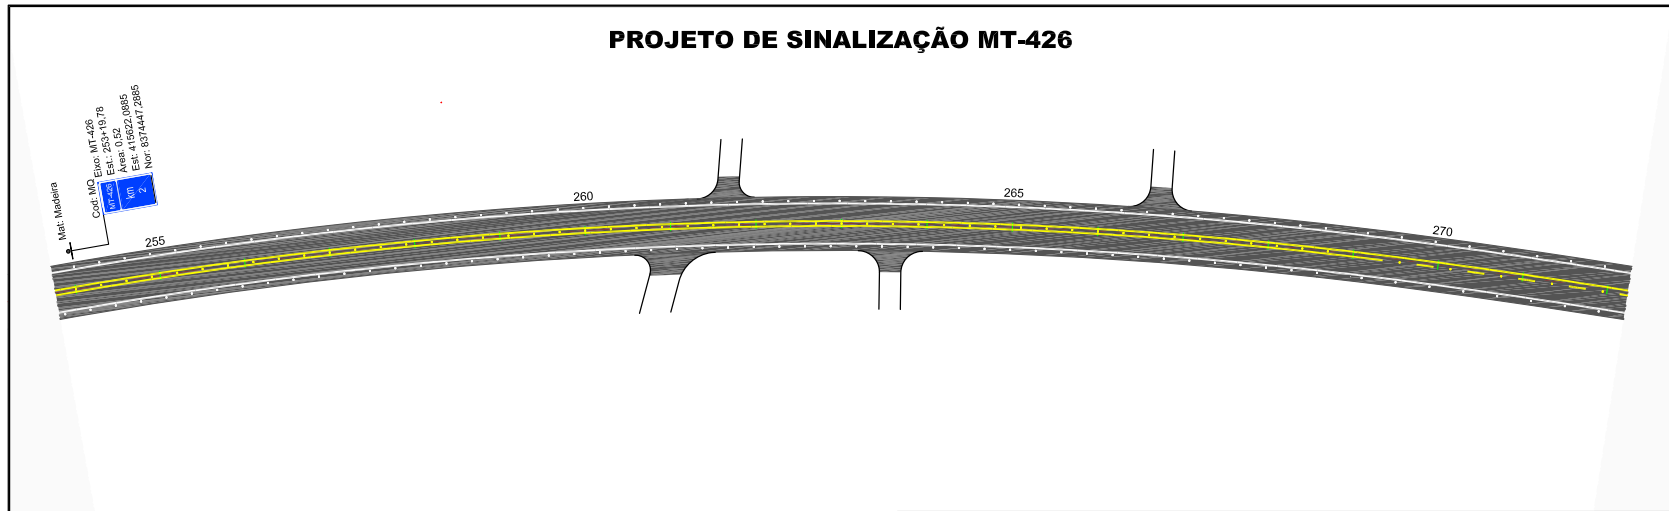 PROJETO DE SINALIZAÇÃO MT-426
Mat: Madeira
Cod: MQ
Eixo: MT-426
Est.: 253+19,78
Área: 0,52
Est: 415622,0885
Nor: 8374447,2885
MT-426
km
2
255
260
265
270